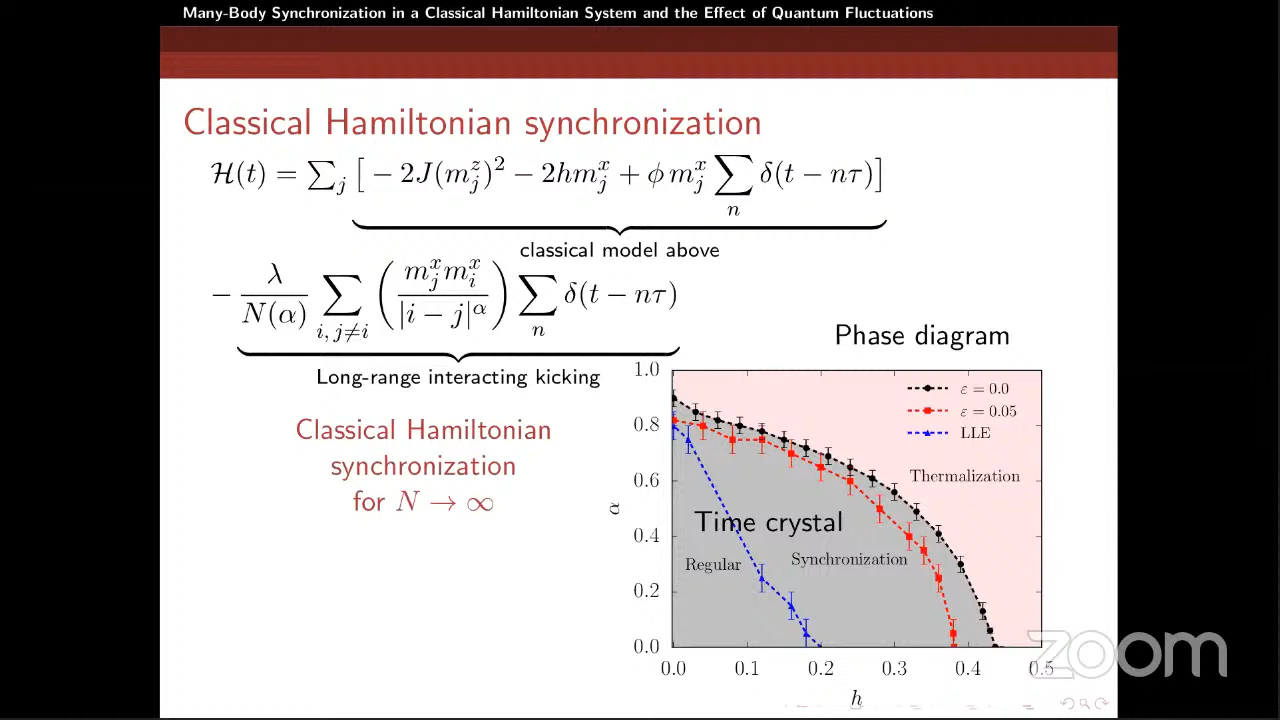 Many-Body Synchronization in a Classical Hamiltonian System and the Effect of Quantum Fluctuations
Classical Hamiltonian synchronization
ℋ(t) = ∑_j [ − 2J(m_j^z)² − 2hm_j^x + ϕ m_j^x ∑_n δ(t − nτ) ]
classical model above
− λ/N(α) ∑_{i, j≠i} ( m_j^x m_i^x / |i − j|^α ) ∑_n δ(t − nτ)
Long-range interacting kicking
Classical Hamiltonian
synchronization
for N → ∞
Phase diagram
1.0
0.8
0.6
0.4
0.2
0.0
α
ε = 0.0
ε = 0.05
LLE
Thermalization
Time crystal
Regular
Synchronization
0.0 0.1 0.2 0.3 0.4 0.5
h
zoom